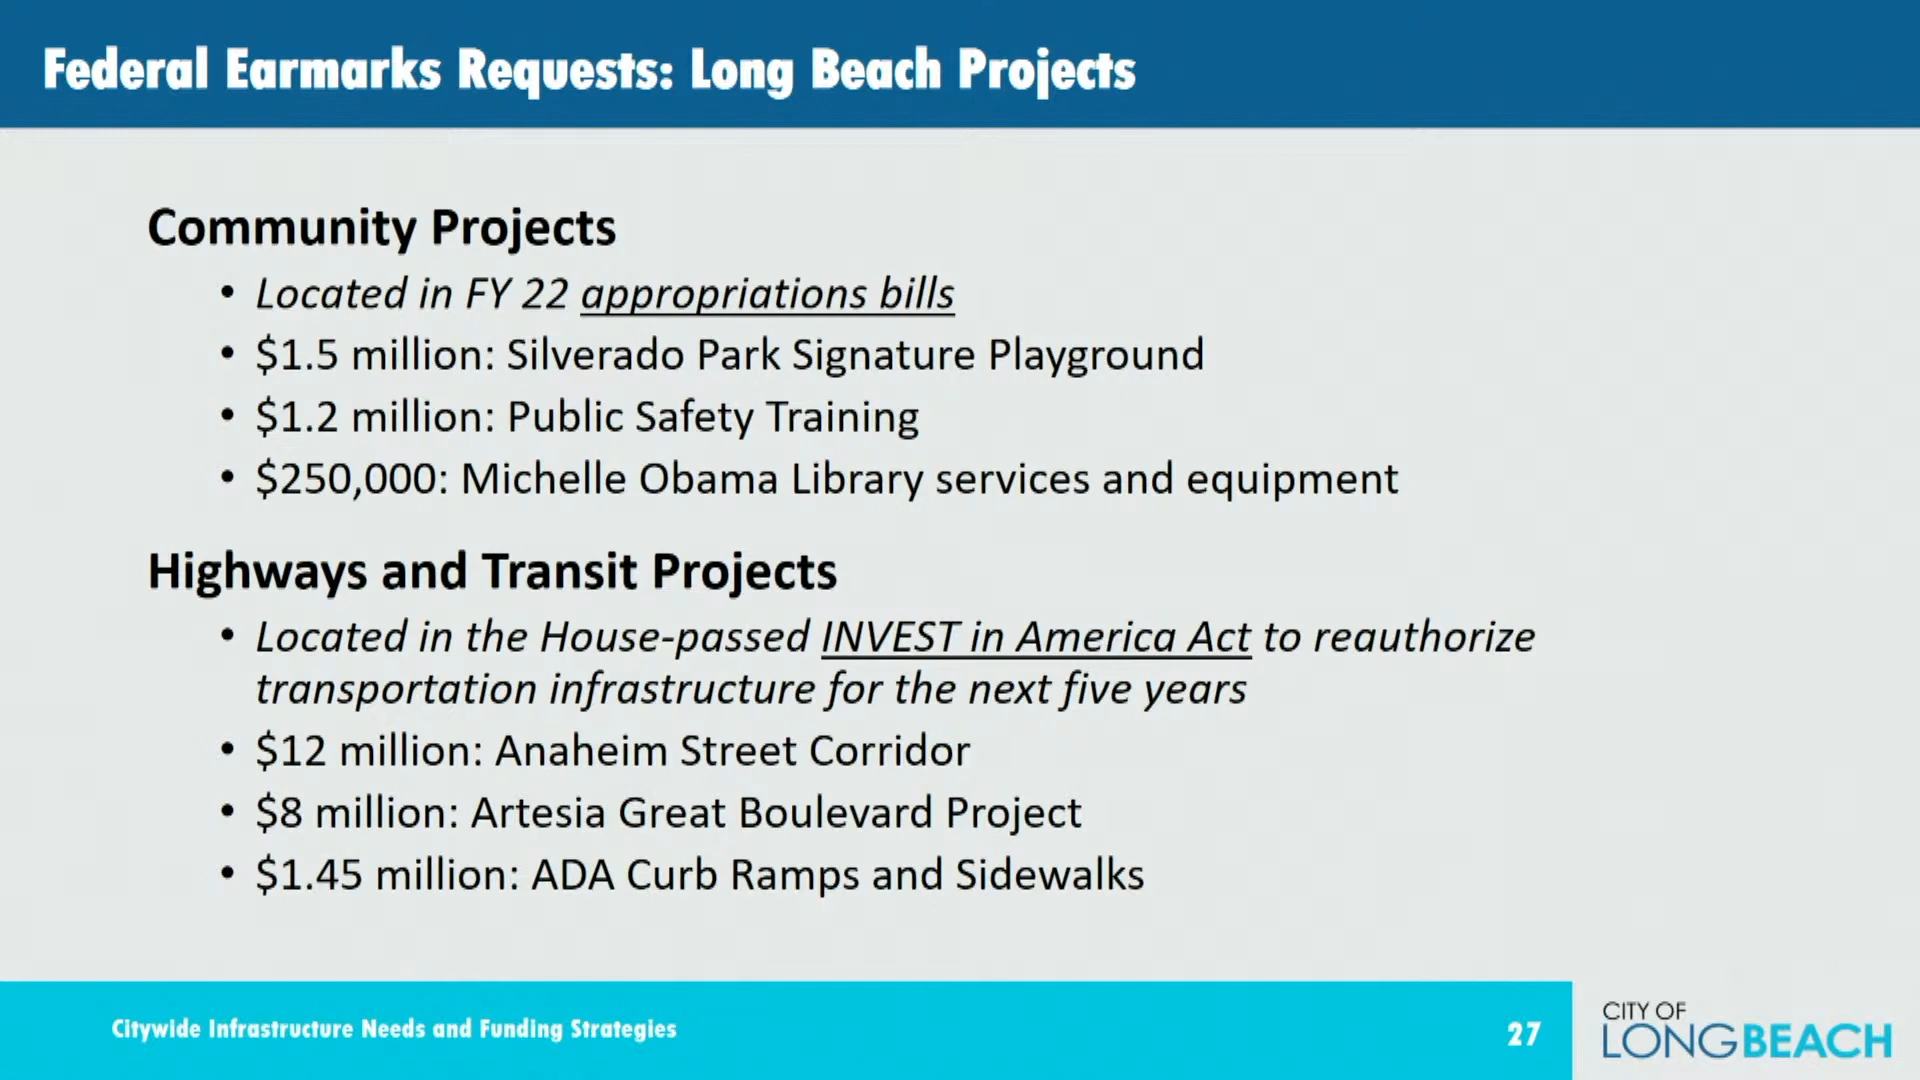 Federal Earmarks Requests: Long Beach Projects
Community Projects
• Located in FY 22 appropriations bills
• $1.5 million: Silverado Park Signature Playground
• $1.2 million: Public Safety Training
• $250,000: Michelle Obama Library services and equipment
Highways and Transit Projects
• Located in the House-passed INVEST in America Act to reauthorize
transportation infrastructure for the next five years
• $12 million: Anaheim Street Corridor
• $8 million: Artesia Great Boulevard Project
• $1.45 million: ADA Curb Ramps and Sidewalks
Citywide Infrastructure Needs and Funding Strategies
27
CITY OF
LONG BEACH